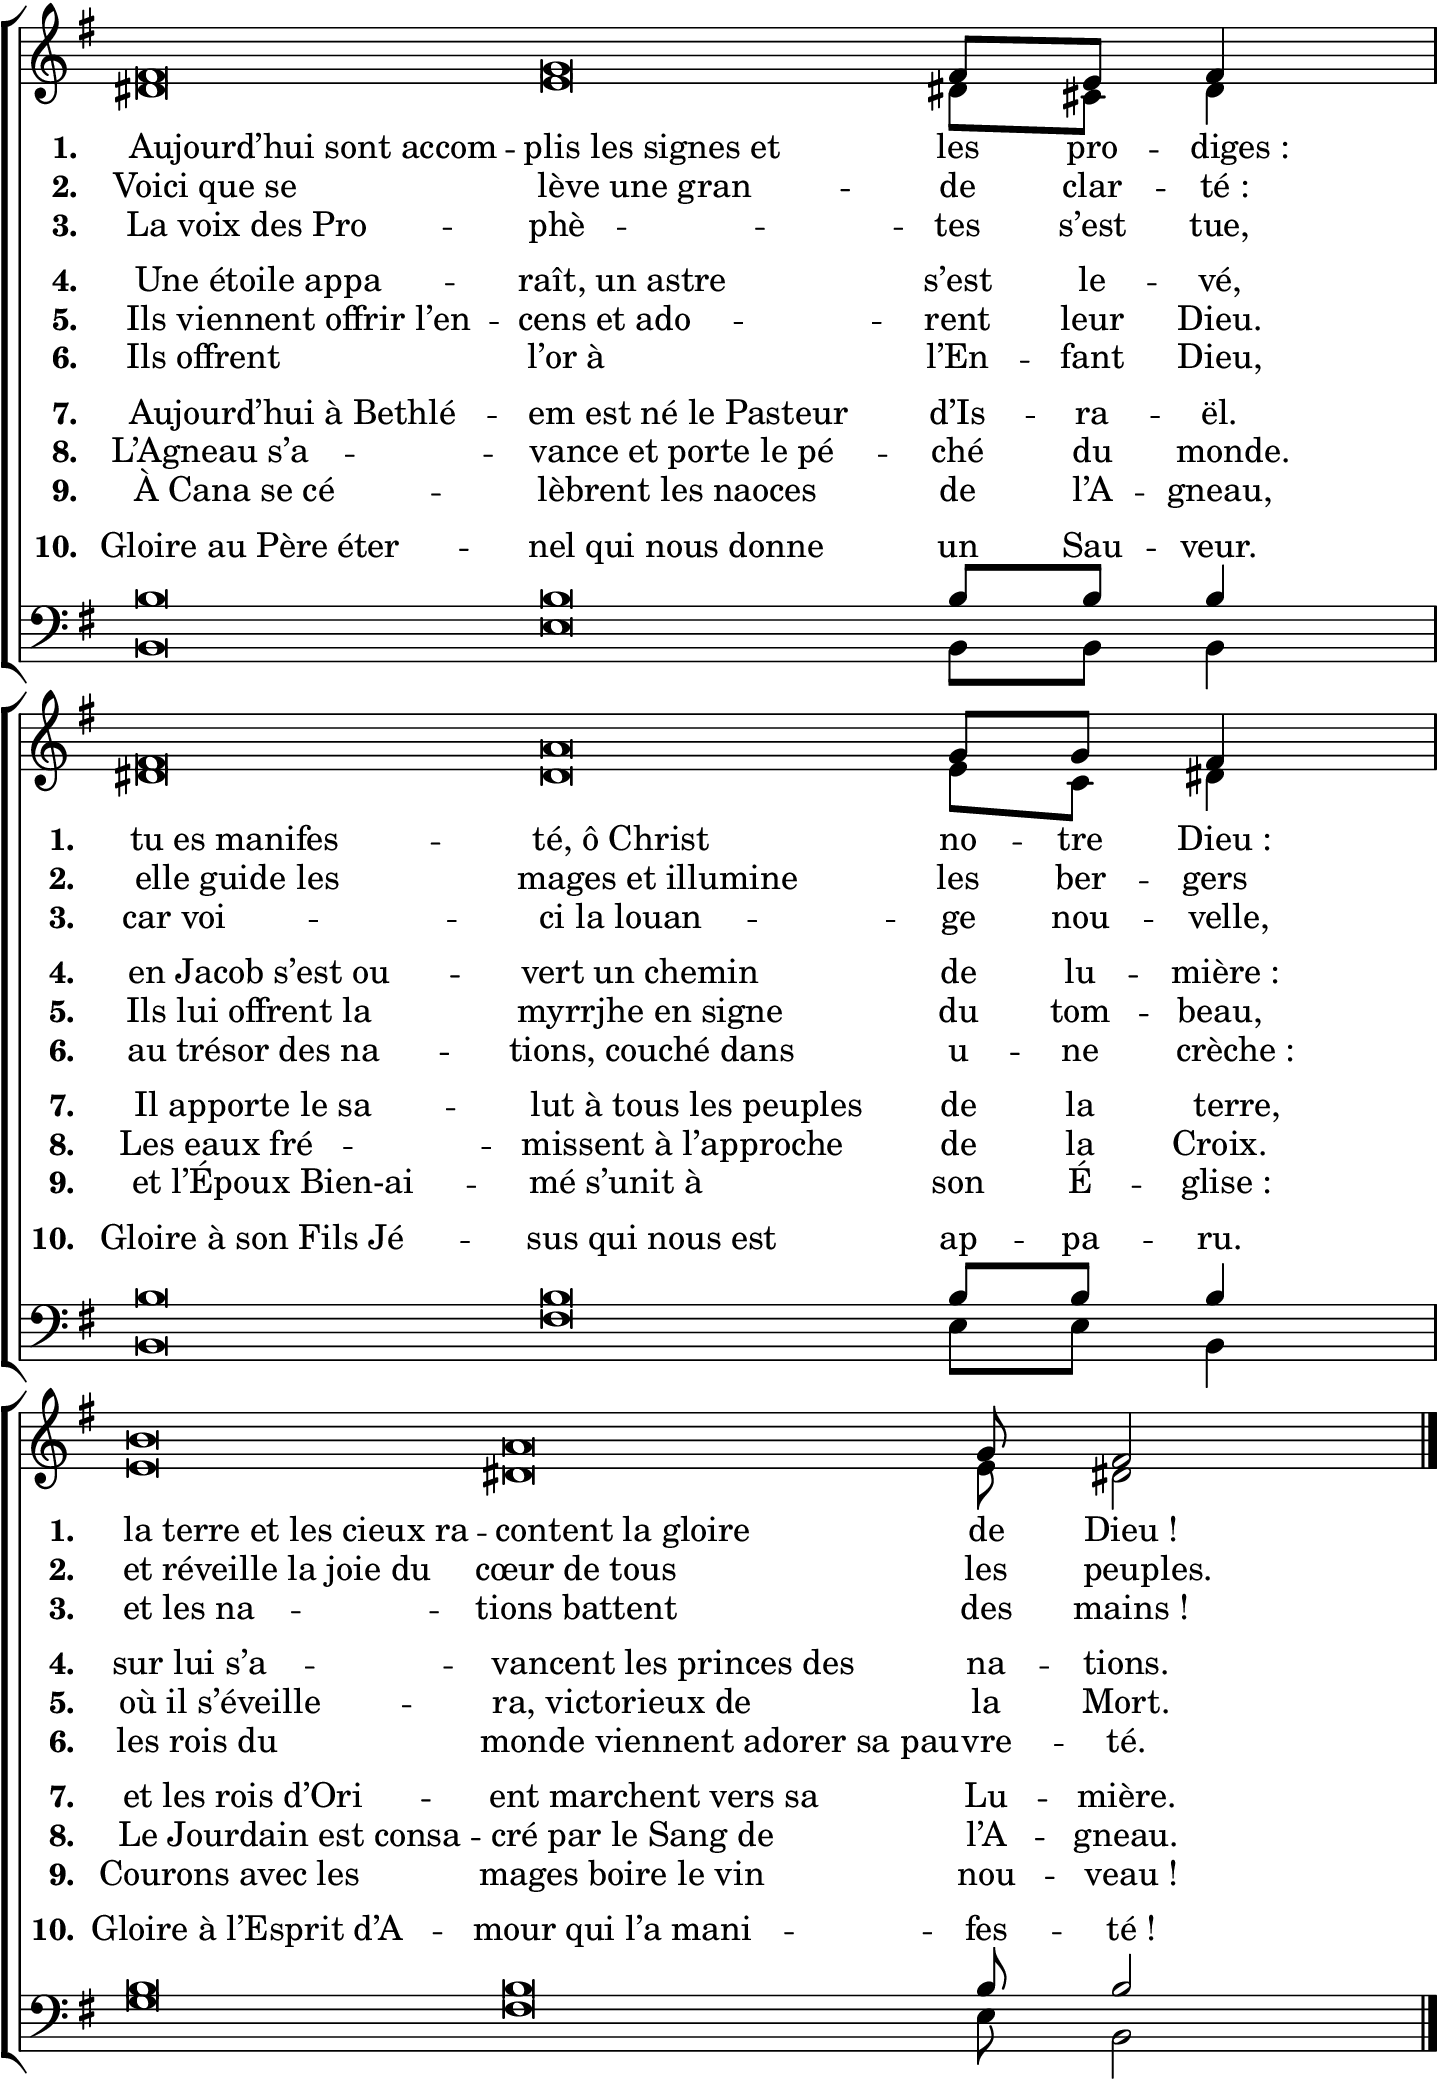 1. Aujourd’hui sont accom -- plis les signes et les pro -- diges :
2. Voici que se lève une gran -- de clar -- té :
3. La voix des Pro -- phè -- -- tes s’est tue,
4. Une étoile appa -- raît, un astre s’est le -- vé,
5. Ils viennent offrir l’en -- cens et ado -- -- rent leur Dieu.
6. Ils offrent l’or à l’En -- fant Dieu,
7. Aujourd’hui à Bethlé -- em est né le Pasteur d’Is -- ra -- ël.
8. L’Agneau s’a -- -- vance et porte le pé -- ché du monde.
9. À Cana se cé -- lèbrent les naoces de l’A -- gneau,
10. Gloire au Père éter -- nel qui nous donne un Sau -- veur.
1. tu es manifes -- té, ô Christ no -- tre Dieu :
2. elle guide les mages et illumine les ber -- gers
3. car voi -- -- ci la louan -- -- ge nou -- velle,
4. en Jacob s’est ou -- vert un chemin de lu -- mière :
5. Ils lui offrent la myrrjhe en signe du tom -- beau,
6. au trésor des na -- tions, couché dans u -- ne crèche :
7. Il apporte le sa -- lut à tous les peuples de la terre,
8. Les eaux fré -- -- missent à l’approche de la Croix.
9. et l’Époux Bien-ai -- mé s’unit à son É -- glise :
10. Gloire à son Fils Jé -- sus qui nous est ap -- pa -- ru.
1. la terre et les cieux ra -- content la gloire de Dieu !
2. et réveille la joie du cœur de tous les peuples.
3. et les na -- -- tions battent des mains !
4. sur lui s’a -- -- vancent les princes des na -- tions.
5. où il s’éveille -- ra, victorieux de la Mort.
6. les rois du monde viennent adorer sa pauvre -- té.
7. et les rois d’Ori -- ent marchent vers sa Lu -- mière.
8. Le Jourdain est consa -- cré par le Sang de l’A -- gneau.
9. Courons avec les mages boire le vin nou -- veau !
10. Gloire à l’Esprit d’A -- mour qui l’a mani -- -- fes -- té !